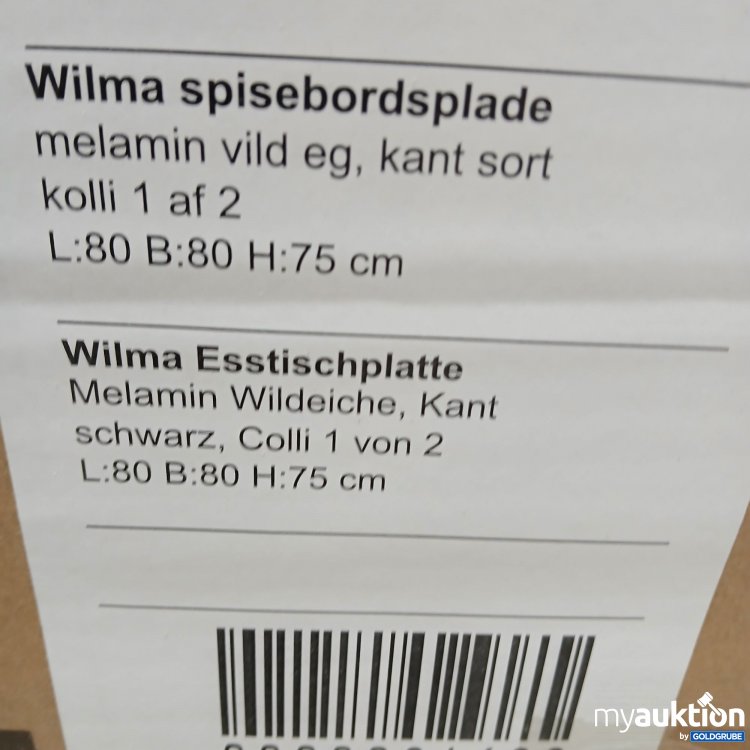 Wilma spisebordsplade
melamin vild eg, kant sort
kolli 1 af 2
L:80 B:80 H:75 cm
Wilma Esstischplatte
Melamin Wildeiche, Kant
schwarz, Colli 1 von 2
L:80 B:80 H:75 cm
myauktion
by GOLDGRUBE